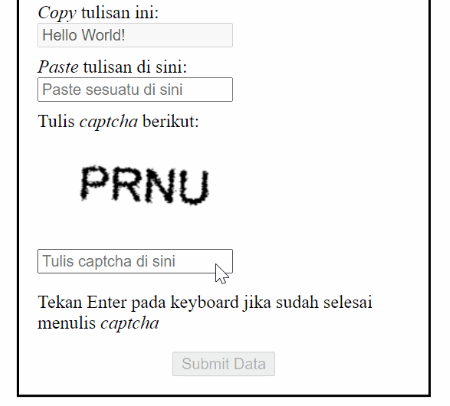 Copy tulisan ini:
Hello World!
Paste tulisan di sini:
Paste sesuatu di sini
Tulis captcha berikut:
PRNU
Tulis captcha di sini
Tekan Enter pada keyboard jika sudah selesai
menulis captcha
Submit Data